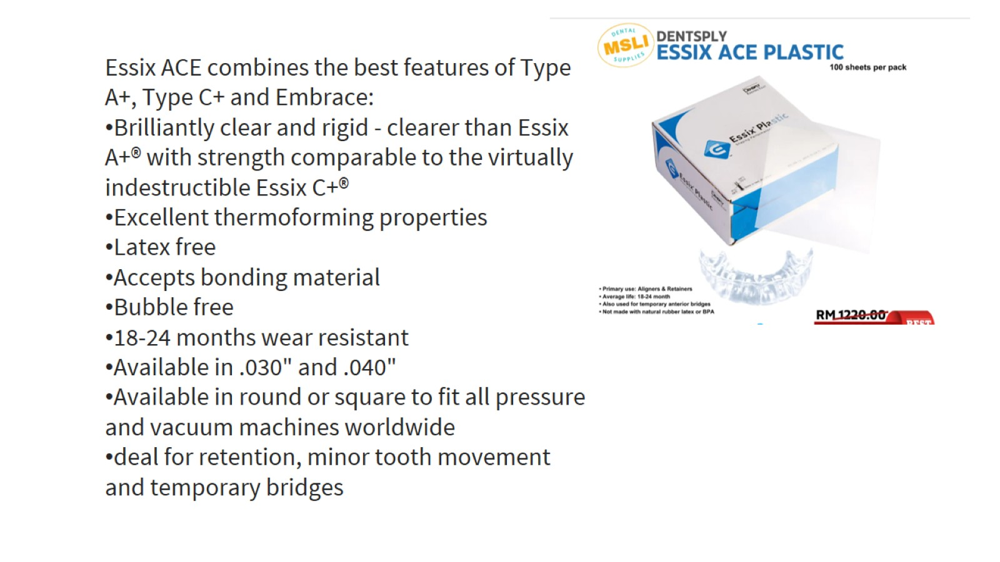 Essix ACE combines the best features of Type
A+, Type C+ and Embrace:
•Brilliantly clear and rigid - clearer than Essix
A+® with strength comparable to the virtually
indestructible Essix C+®
•Excellent thermoforming properties
•Latex free
•Accepts bonding material
•Bubble free
•18-24 months wear resistant
•Available in .030" and .040"
•Available in round or square to fit all pressure
and vacuum machines worldwide
•deal for retention, minor tooth movement
and temporary bridges
DENTAL
MSLI
SUPPLIES
DENTSPLY
ESSIX ACE PLASTIC
100 sheets per pack
Essix® Plastic
Essix® Plastic
• Primary use: Aligners & Retainers
• Average life: 18-24 month
• Also used for temporary anterior bridges
• Not made with natural rubber latex or BPA
RM 1220.00
BEST